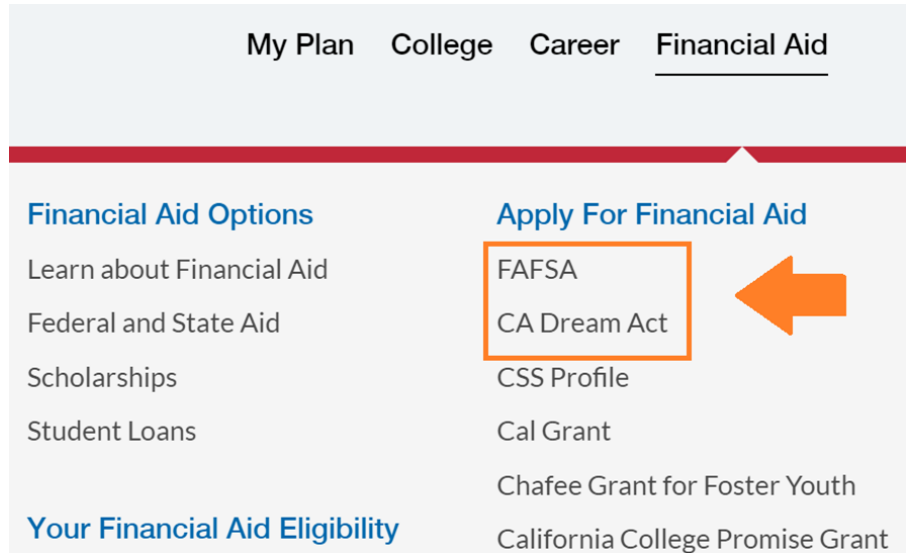 My Plan College Career Financial Aid
Financial Aid Options
Learn about Financial Aid
Federal and State Aid
Scholarships
Student Loans
Your Financial Aid Eligibility
Apply For Financial Aid
FAFSA
CA Dream Act
CSS Profile
Cal Grant
Chafee Grant for Foster Youth
California College Promise Grant